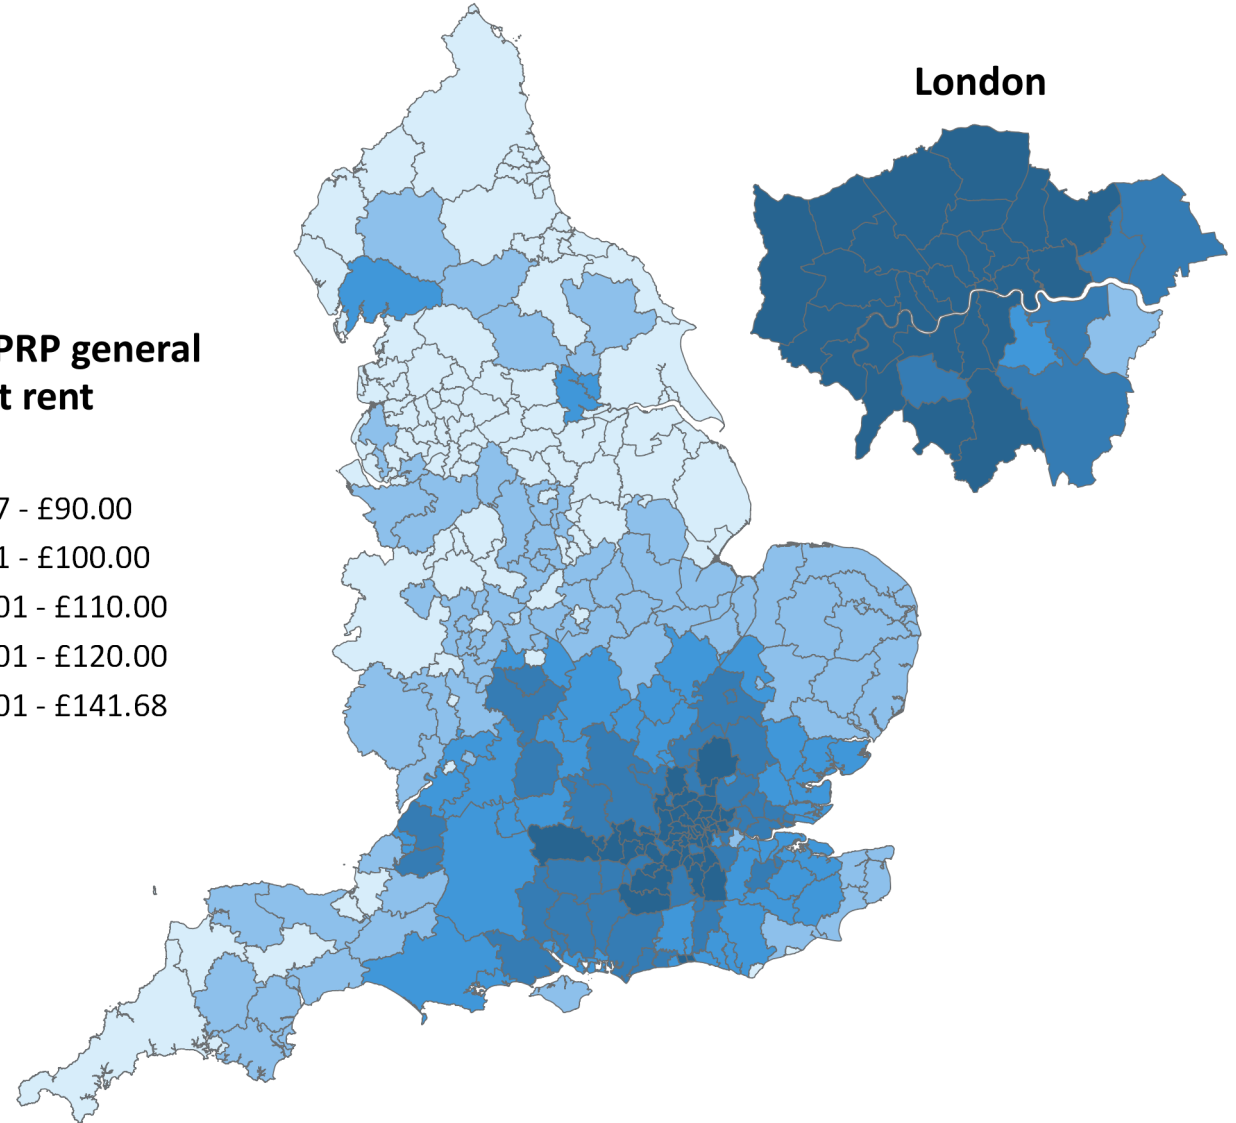 London
PRP general
t rent
7 - £90.00
1 - £100.00
01 - £110.00
01 - £120.00
01 - £141.68